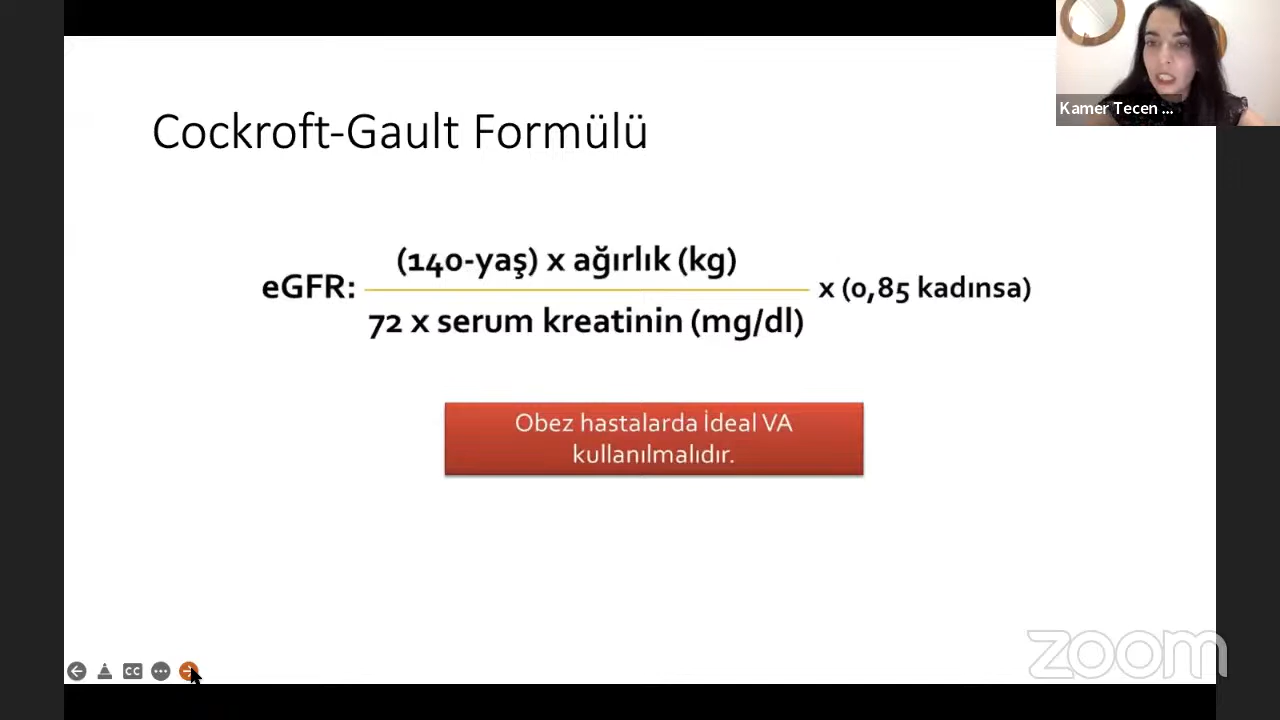 Kamer Tecen ...
Cockroft-Gault Formülü
eGFR: (140-yaş) x ağırlık (kg)
72 x serum kreatinin (mg/dl)
x (0,85 kadınsa)
Obez hastalarda İdeal VA
kullanılmalıdır.
CC
zoom